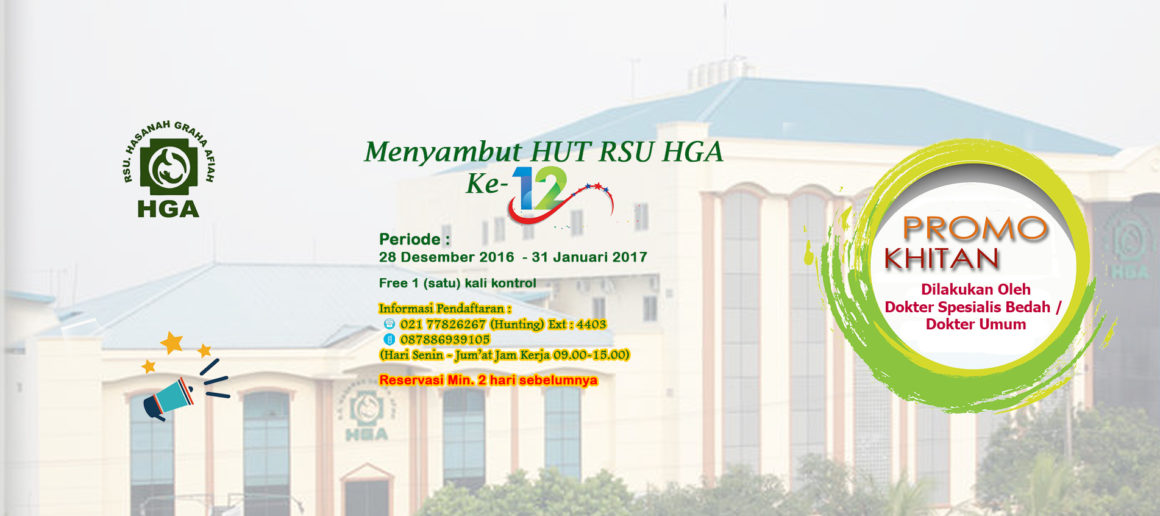 RSU. HASANAH GRAHA AFIAH
HGA
Menyambut HUT RSU HGA
Ke-12
Periode :
28 Desember 2016 - 31 Januari 2017
Free 1 (satu) kali kontrol
Informasi Pendaftaran :
021 77826267 (Hunting) Ext : 4403
087886939105
(Hari Senin - Jum'at Jam Kerja 09.00-15.00)
Reservasi Min. 2 hari sebelumnya
PROMO
KHITAN
Dilakukan Oleh
Dokter Spesialis Bedah /
Dokter Umum
HGA
HGA